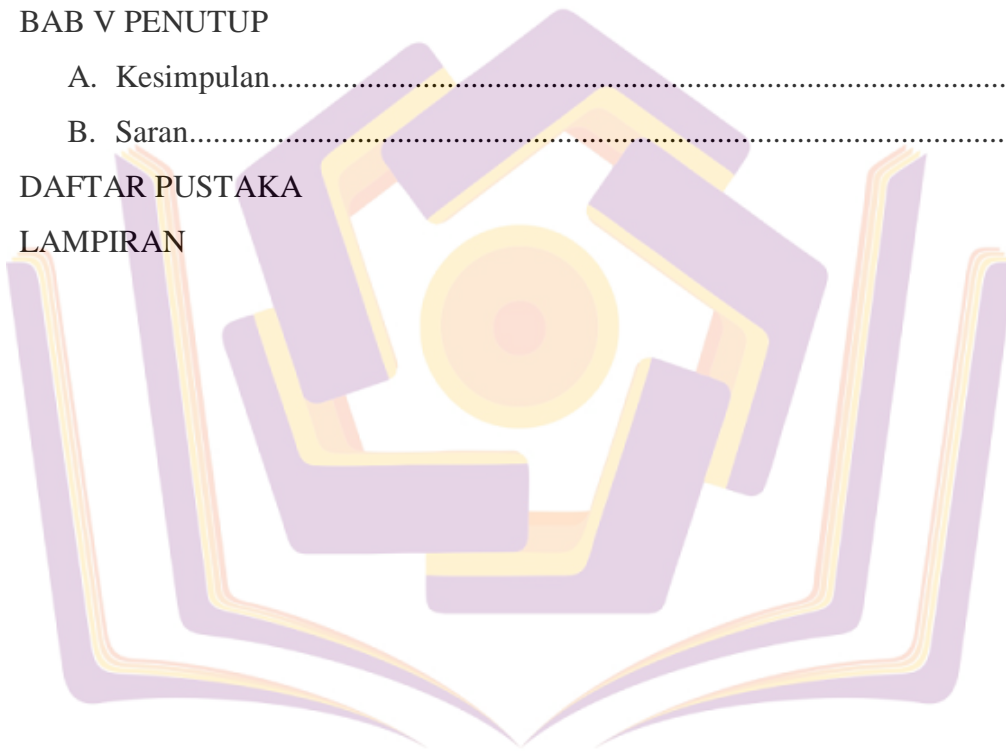 BAB V PENUTUP
A. Kesimpulan..........................................................................................
B. Saran....................................................................................................
DAFTAR PUSTAKA
LAMPIRAN